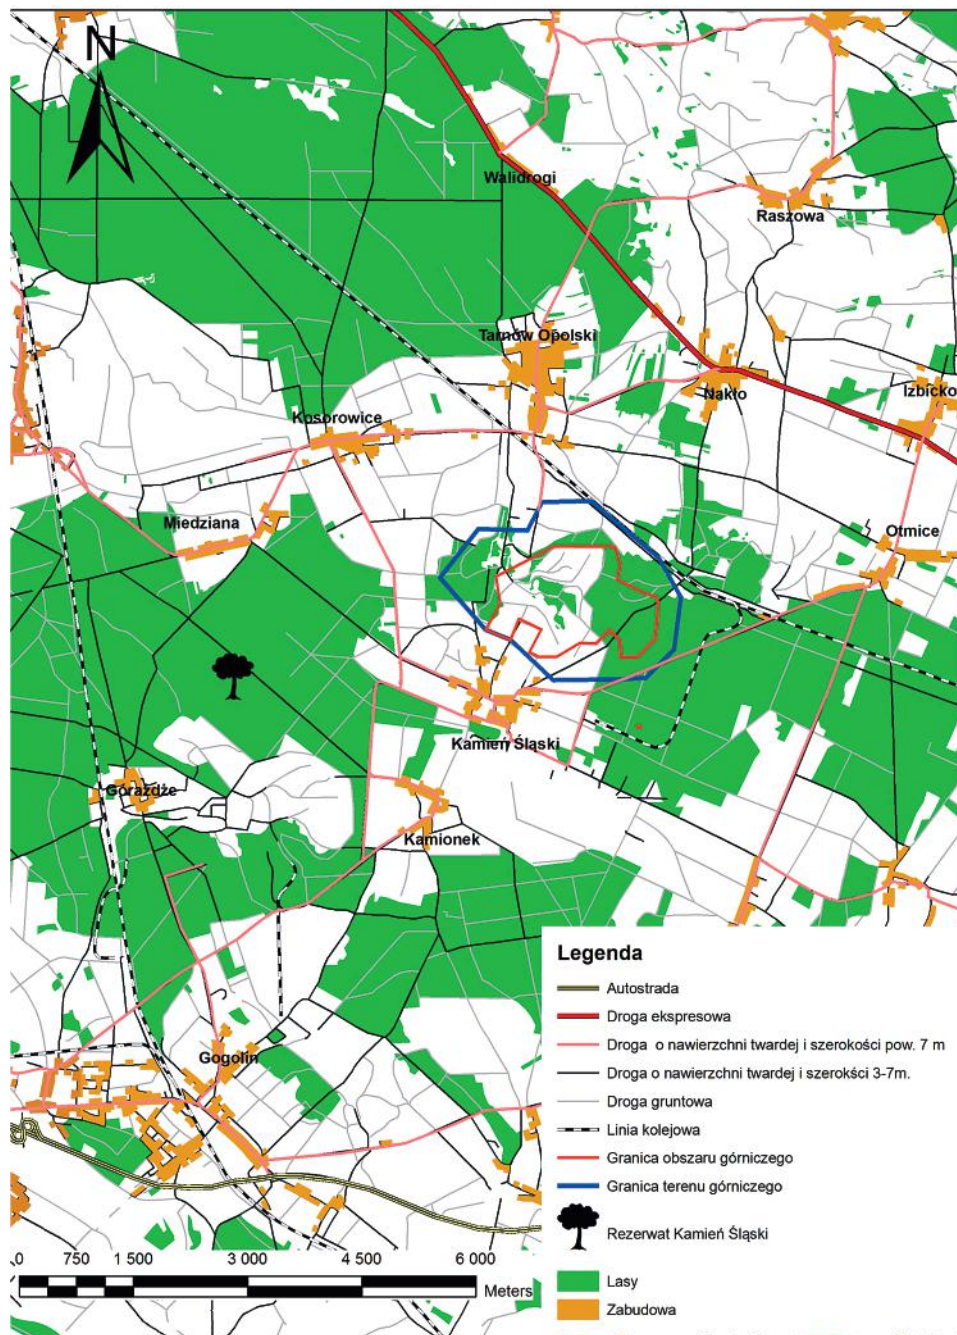 N
Walidrogi
Raszowa
Tarnów Opolski
Nakło
Izbicko
Kosorowice
Miedziana
Otmice
Kamień Śląski
Górażdże
Kamionek
Gogolin
Legenda
Autostrada
Droga ekspresowa
Droga o nawierzchni twardej i szerokości pow. 7 m
Droga o nawierzchni twardej i szerokści 3-7m.
Droga gruntowa
Linia kolejowa
Granica obszaru górniczego
Granica terenu górniczego
Rezerwat Kamień Śląski
Lasy
Zabudowa
0 750 1 500 3 000 4 500 6 000
Meters